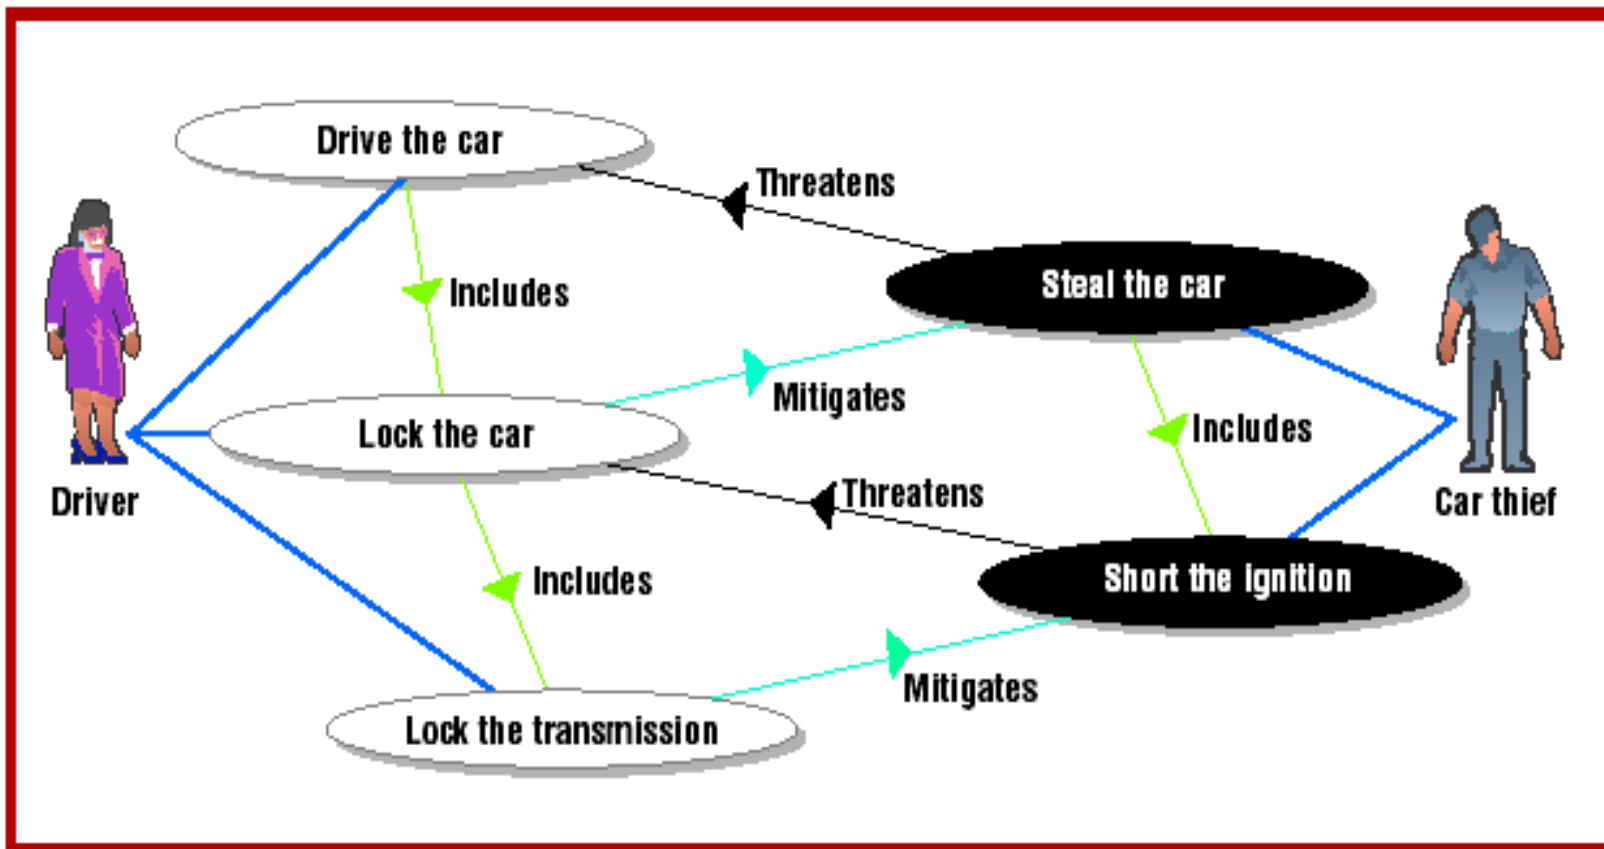 Drive the car
Threatens
Steal the car
Includes
Mitigates
Lock the car
Includes
Threatens
Driver
Car thief
Short the ignition
Includes
Mitigates
Lock the transmission